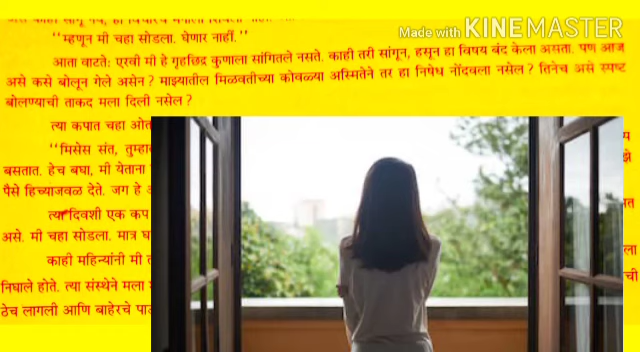 Made with KINEMASTER
"म्हणून मी चहा सोडला. घेणार नाहीं."
आता वाटते: एरवी मी हे गृहछिद्र कुणाला सांगितले नसते. काही तरी सांगून, हसून हा विषय बंद केला असता. पण आज
असे कसे बोलून गेले असेन ? माझ्यातील मिळवतीच्या कोवळ्या अस्मितेने तर हा निषेध नोंदवला नसेल ? तिनेच असे स्पष्ट
बोलण्याची ताकद मला दिली नसेल ?
त्या कपात चहा ओत
"मिसेस संत, तुम्हा
बसतात. हेच बघा, मी येताना
पैसे हिच्याजवळ देते. जग हे
त्या दिवशी एक कप
असे. मी चहा सोडला. मात्र
काही महिन्यांनी मी
निघाले होते. त्या संस्थेने मला
ठेच लागली आणि बाहेरचे पा